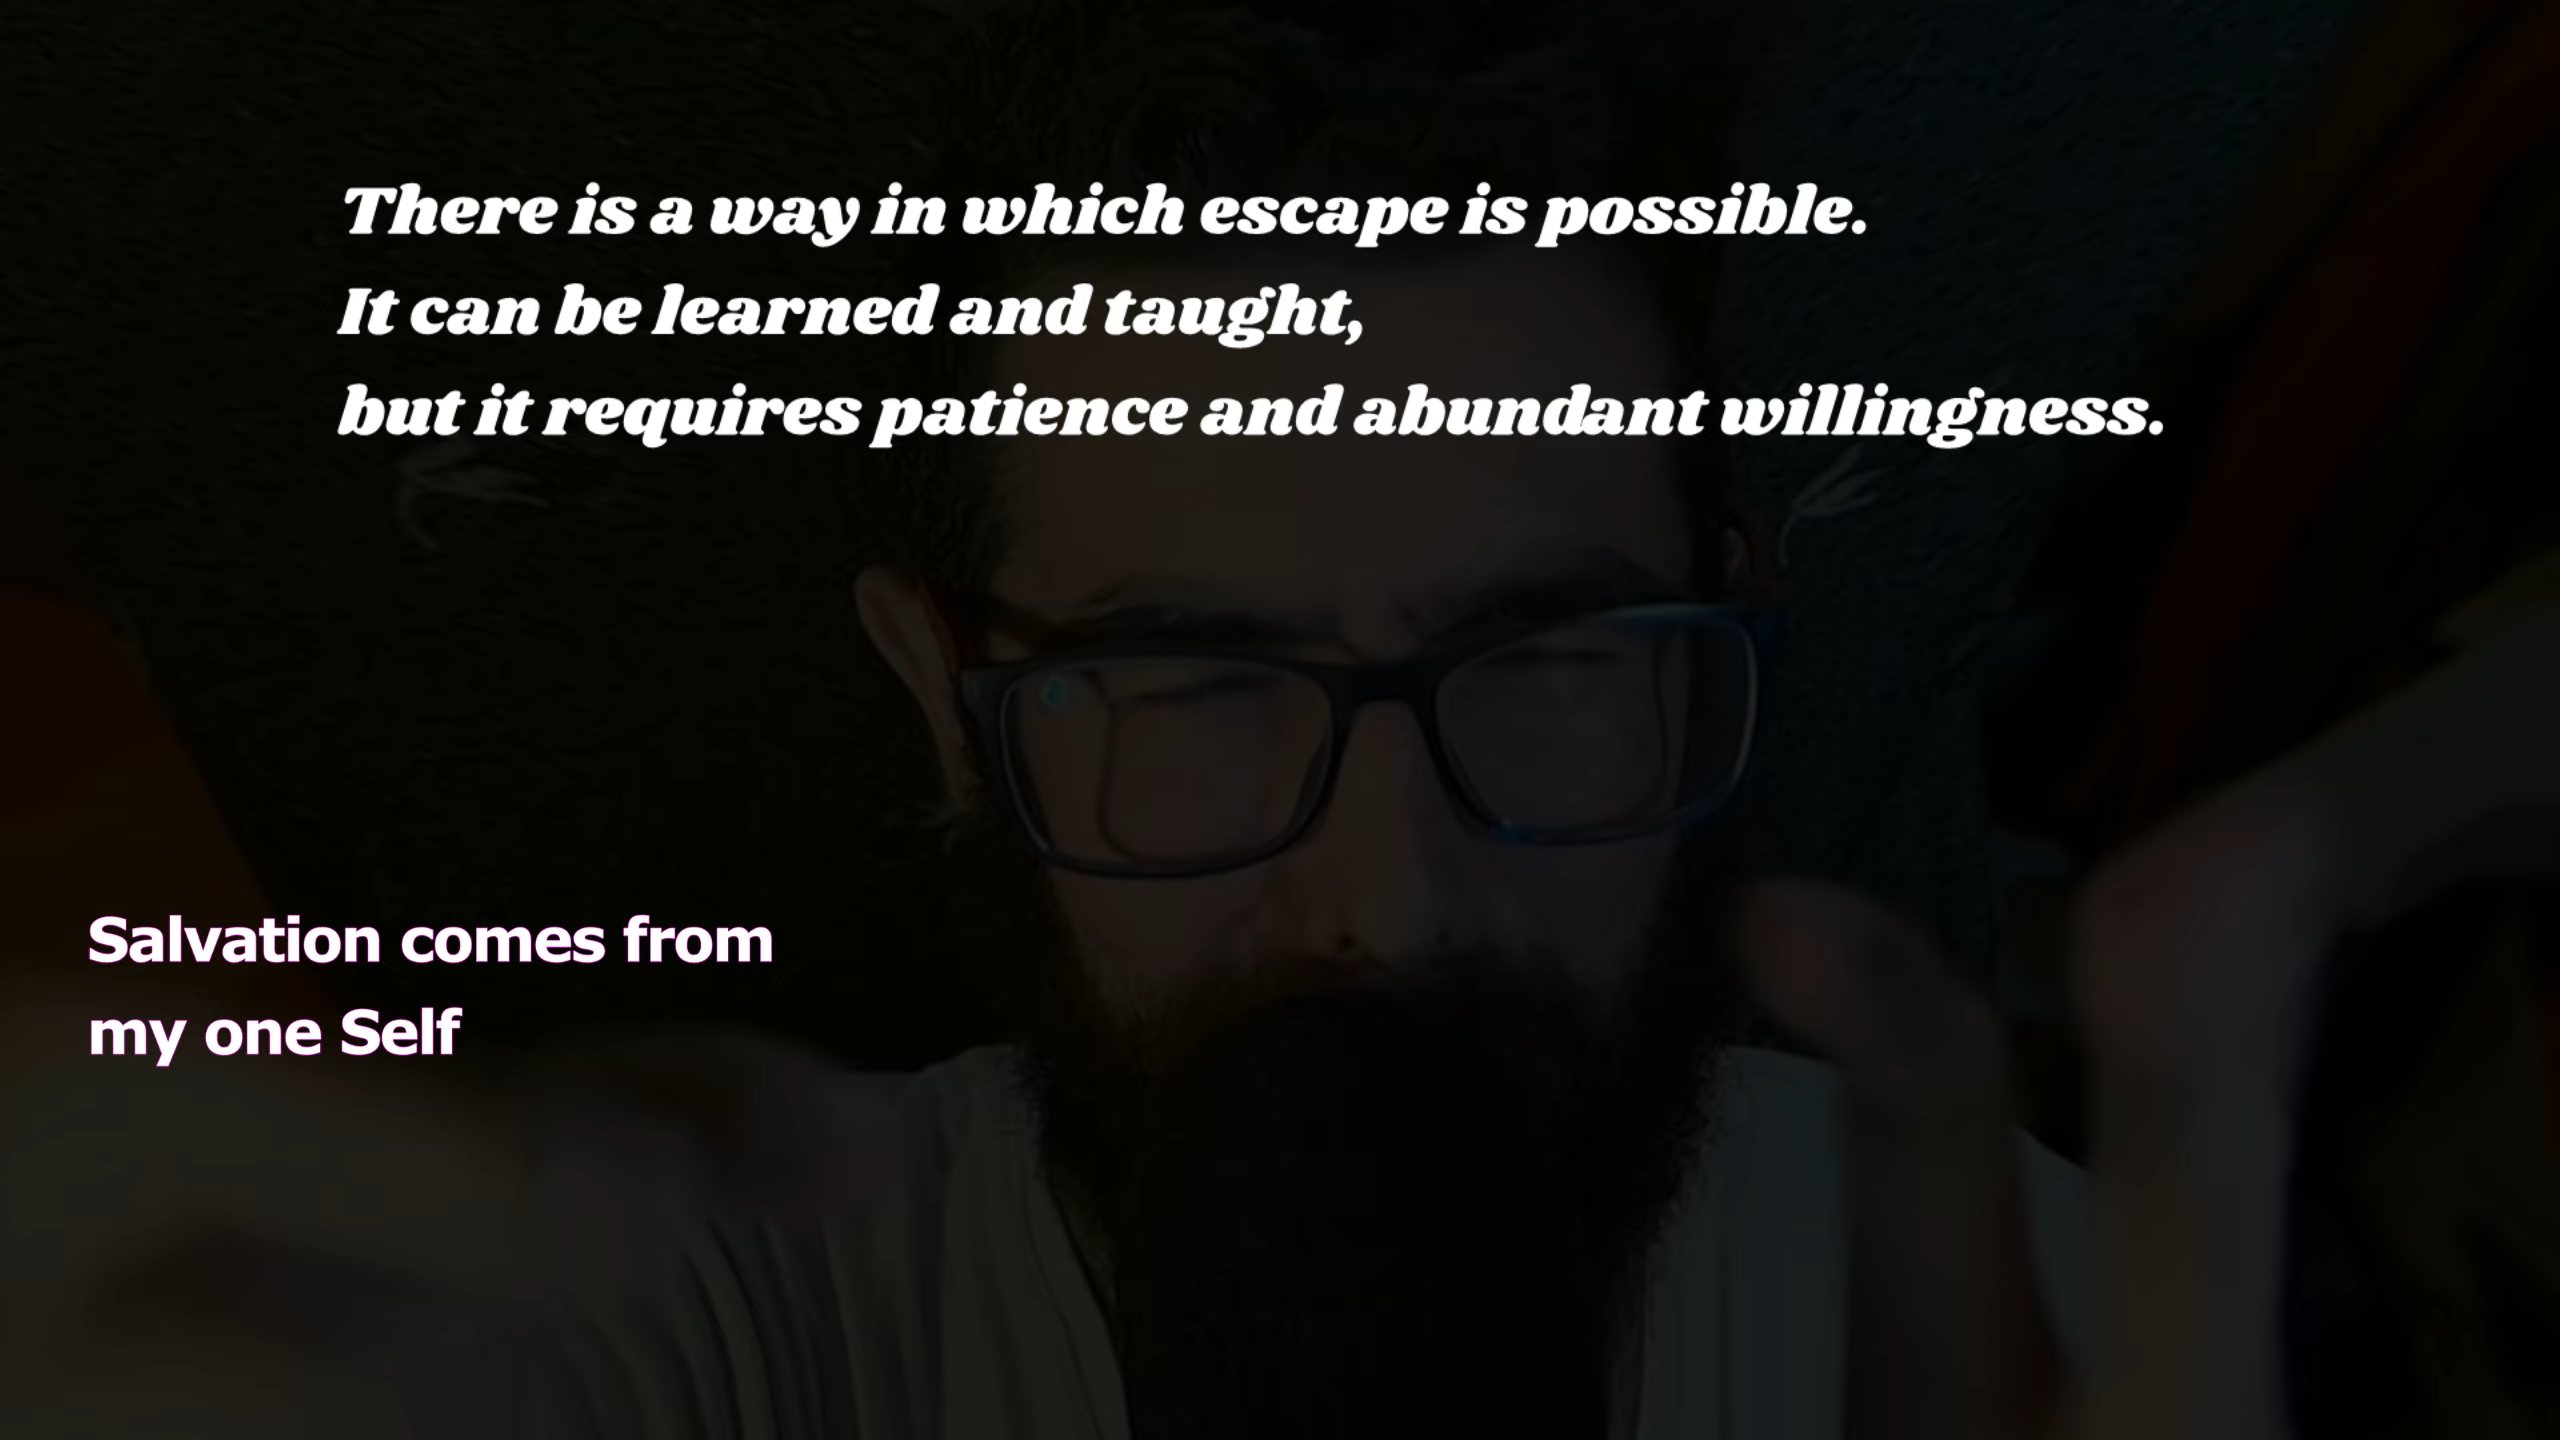 There is a way in which escape is possible.
It can be learned and taught,
but it requires patience and abundant willingness.
Salvation comes from
my one Self